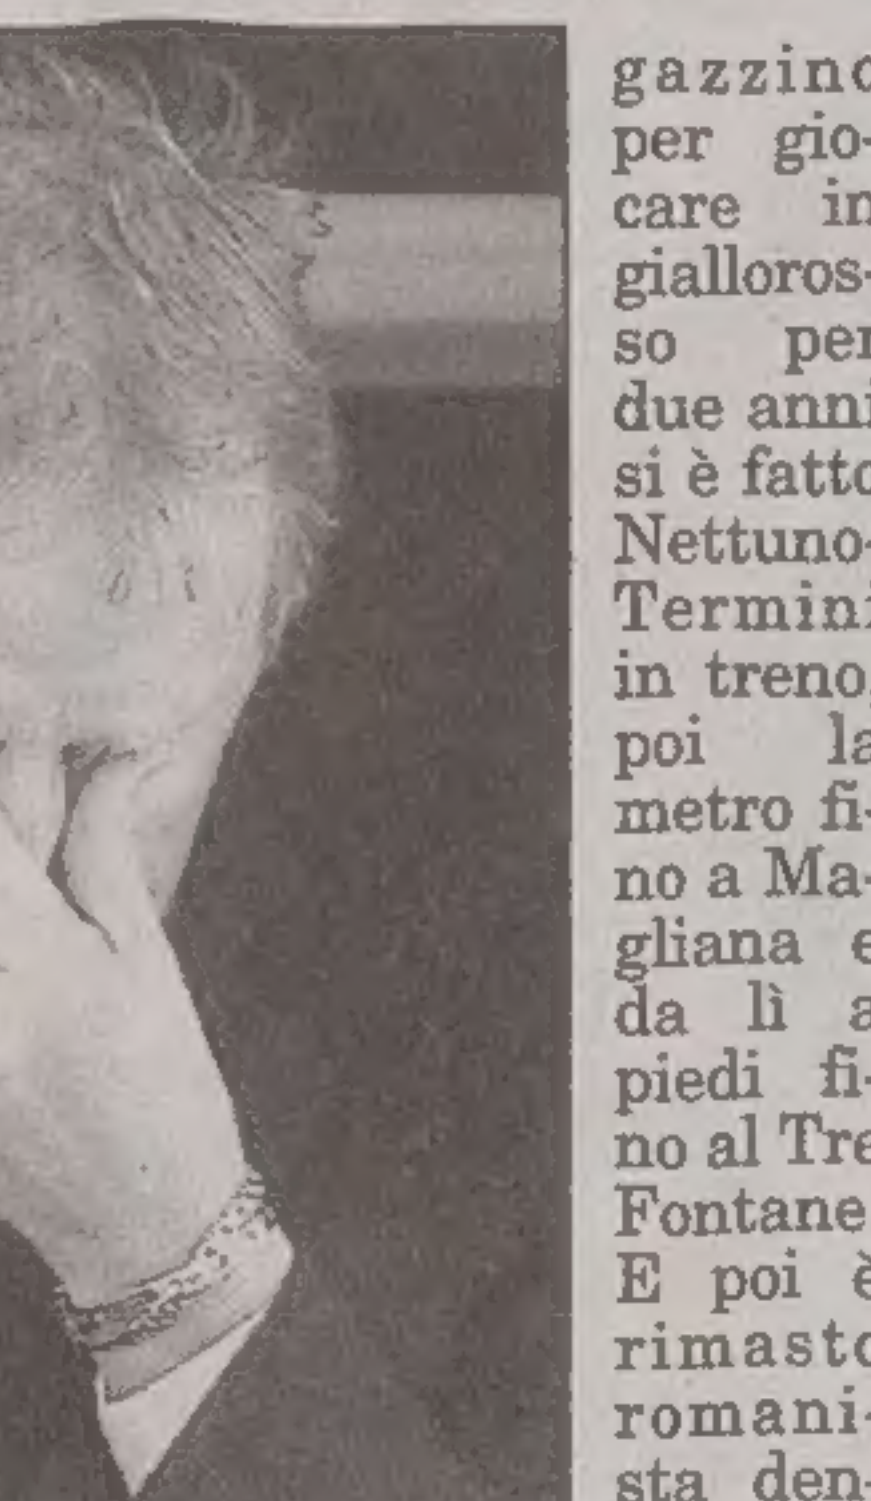 gazzino
per gio-
care in
gialloros-
so per
due anni
si è fatto
Nettuno-
Termini
in treno,
poi la
metro fi-
no a Ma-
gliana e
da lì a
piedi fi-
no al Tre
Fontane
E poi è
rimasto
romani-
sta den-